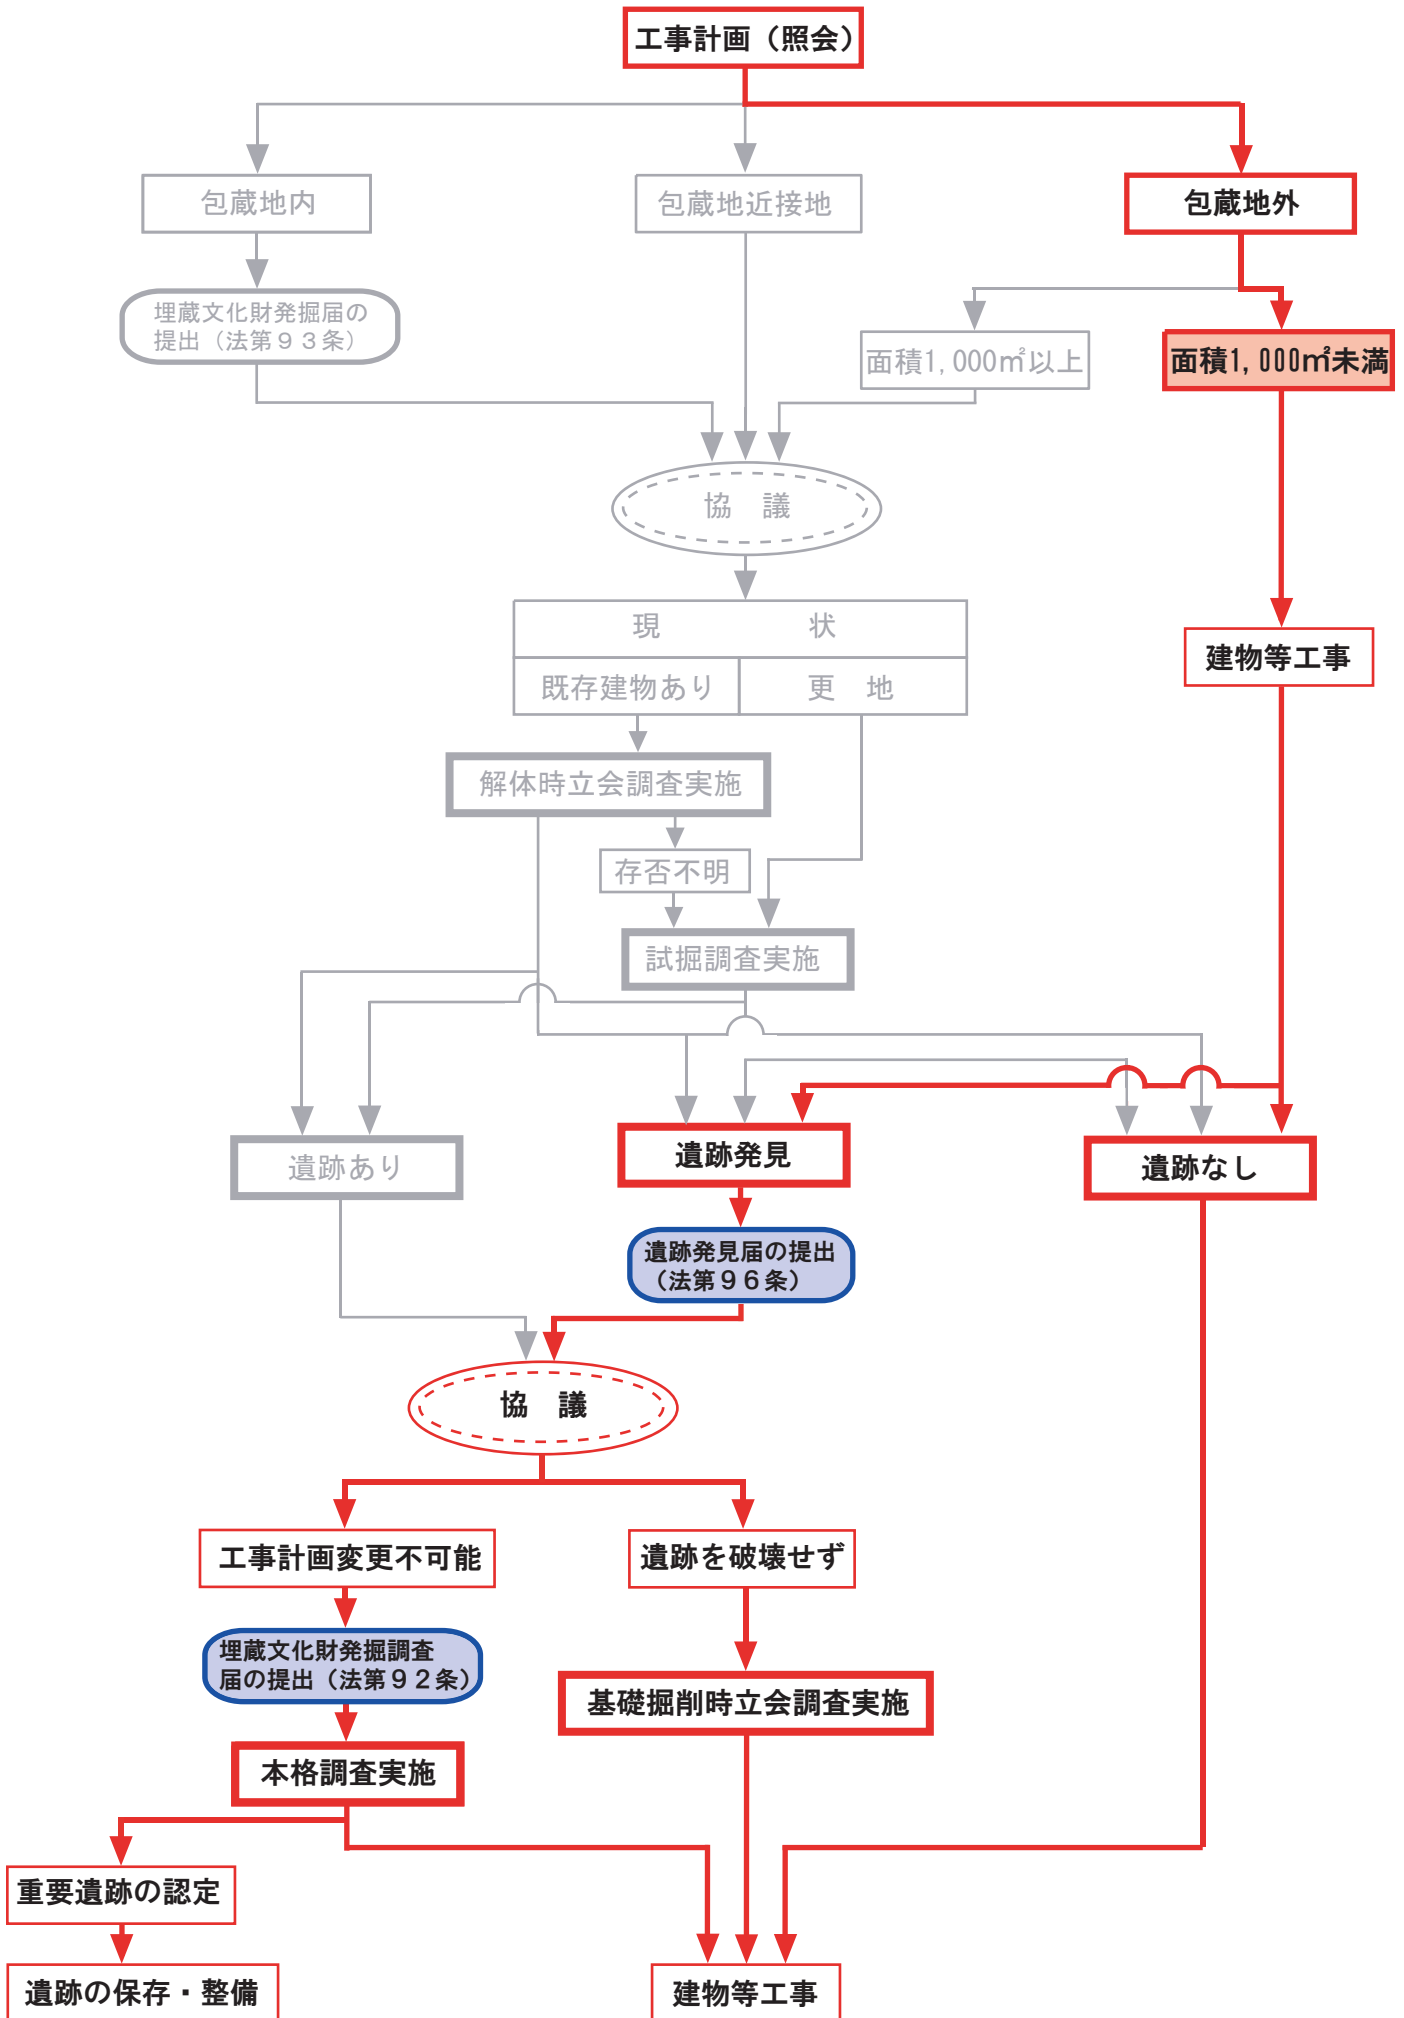 工事計画（照会）
包蔵地内
包蔵地近接地
包蔵地外
埋蔵文化財発掘届の
提出（法第９３条）
面積1,000㎡以上
面積1,000㎡未満
協　議
現　　　　　状
建物等工事
既存建物あり
更　地
解体時立会調査実施
存否不明
試掘調査実施
遺跡あり
遺跡発見
遺跡なし
遺跡発見届の提出
（法第９６条）
協　議
工事計画変更不可能
遺跡を破壊せず
埋蔵文化財発掘調査
届の提出（法第９２条）
基礎掘削時立会調査実施
本格調査実施
重要遺跡の認定
遺跡の保存・整備
建物等工事